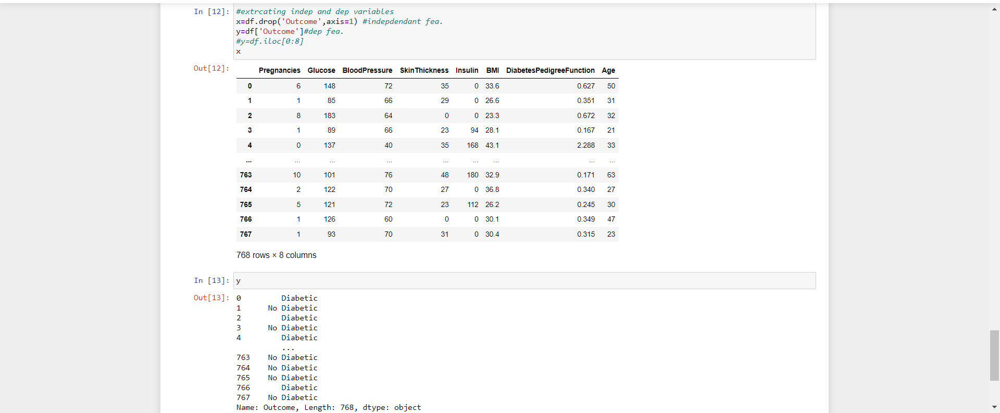 In [12]: #extrcating indep and dep variables
x=df.drop('Outcome',axis=1) #indepdendant fea.
y=df['Outcome']#dep fea.
#y=df.iloc[0:8]
x
Out[12]:
Pregnancies Glucose BloodPressure SkinThickness Insulin BMI DiabetesPedigreeFunction Age
0 6 148 72 35 0 33.6 0.627 50
1 1 85 66 29 0 26.6 0.351 31
2 8 183 64 0 0 23.3 0.672 32
3 1 89 66 23 94 28.1 0.167 21
4 0 137 40 35 168 43.1 2.288 33
... ... ... ... ... ... ... ... ...
763 10 101 76 48 180 32.9 0.171 63
764 2 122 70 27 0 36.8 0.340 27
765 5 121 72 23 112 26.2 0.245 30
766 1 126 60 0 0 30.1 0.349 47
767 1 93 70 31 0 30.4 0.315 23
768 rows × 8 columns
In [13]: y
Out[13]: 0 Diabetic
1 No Diabetic
2 Diabetic
3 No Diabetic
4 Diabetic
...
763 No Diabetic
764 No Diabetic
765 No Diabetic
766 Diabetic
767 No Diabetic
Name: Outcome, Length: 768, dtype: object